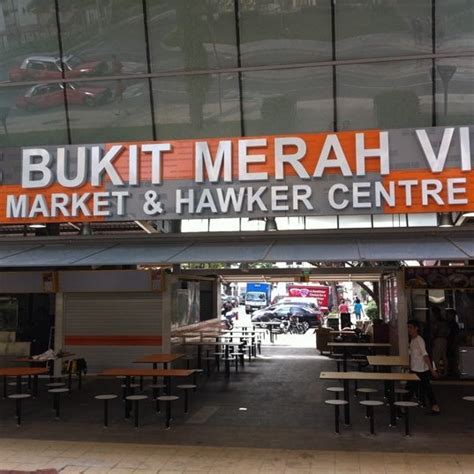 BUKIT MERAH VI
MARKET & HAWKER CENTRE